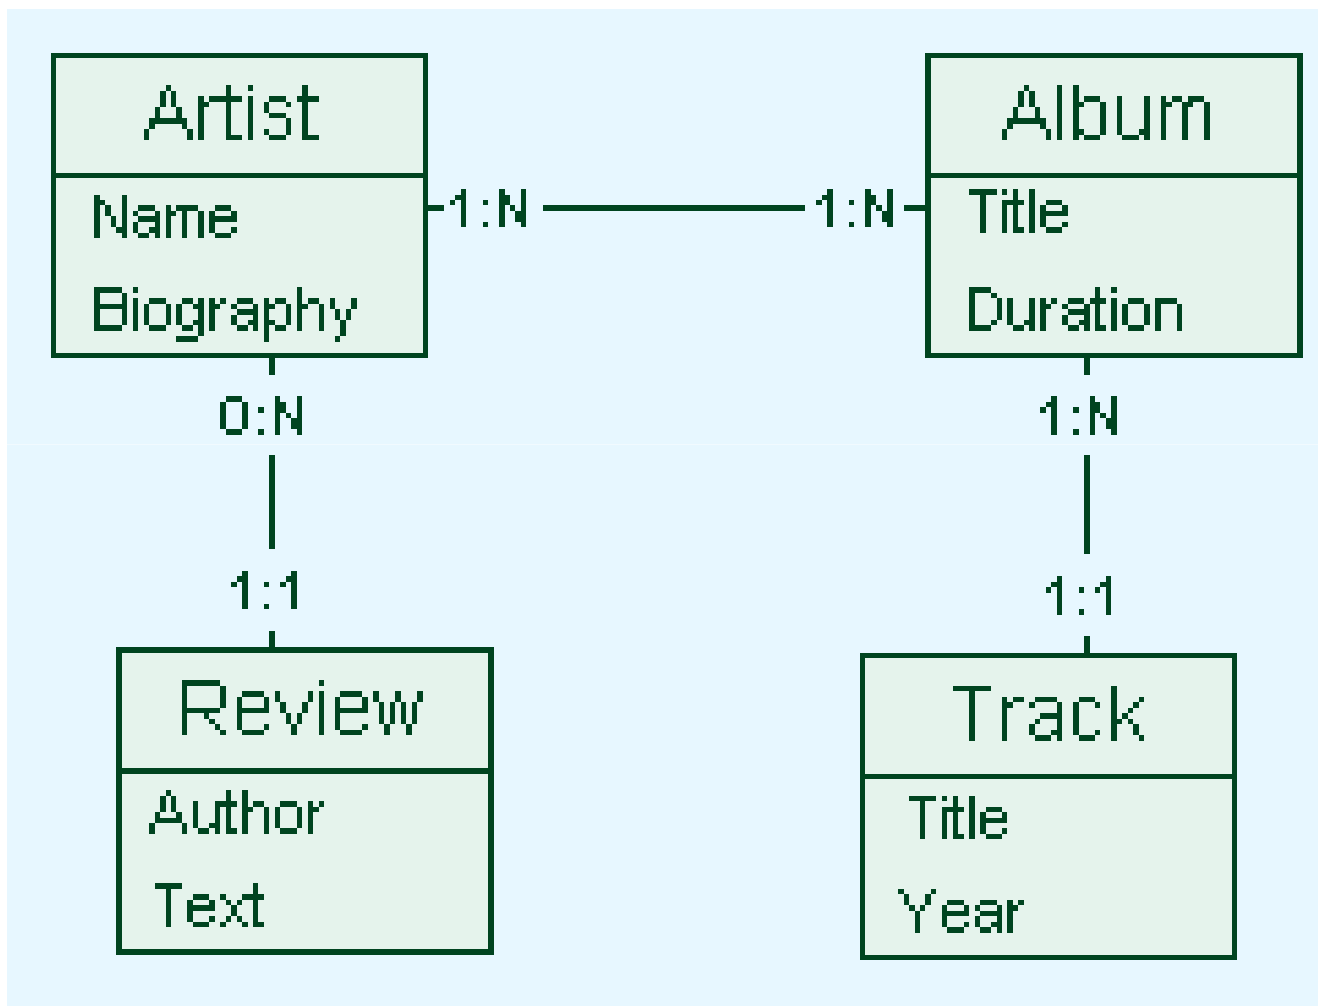 Artist
Name
Biography
1:N
1:N
Album
Title
Duration
0:N
1:1
1:N
1:1
Review
Author
Text
Track
Title
Year